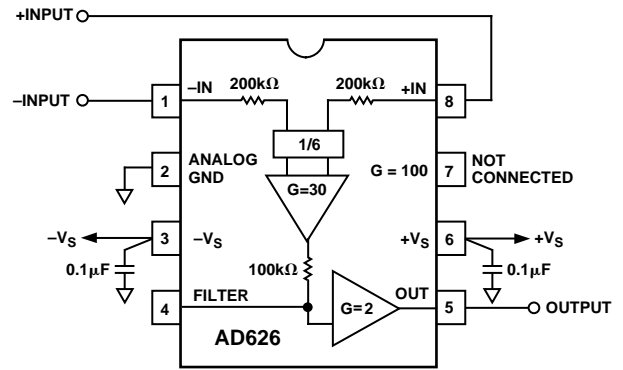 +INPUT
–INPUT
–IN
200kΩ
200kΩ
+IN
1
8
1/6
ANALOG
GND
2
G = 100
7
NOT
CONNECTED
G=30
–VS
3
–VS
+VS
6
+VS
0.1µF
100kΩ
0.1µF
4
FILTER
G=2
OUT
5
OUTPUT
AD626